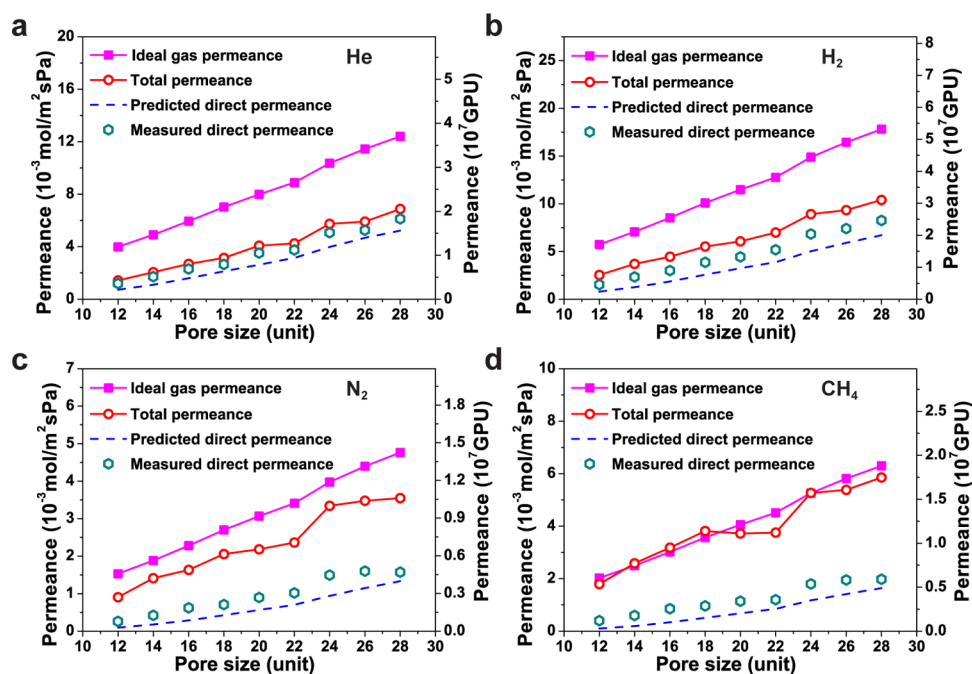 a
He
Ideal gas permeance
Total permeance
Predicted direct permeance
Measured direct permeance
Permeance (10⁻³mol/m²sPa)
Permeance (10⁷GPU)
20
16
12
8
4
0
5
4
3
2
1
0
10 12 14 16 18 20 22 24 26 28 30
Pore size (unit)
b
H₂
Ideal gas permeance
Total permeance
Predicted direct permeance
Measured direct permeance
Permeance (10⁻³mol/m²sPa)
Permeance (10⁷GPU)
25
20
15
10
5
0
8
7
6
5
4
3
2
1
0
10 12 14 16 18 20 22 24 26 28 30
Pore size (unit)
c
N₂
Ideal gas permeance
Total permeance
Predicted direct permeance
Measured direct permeance
Permeance (10⁻³mol/m²sPa)
Permeance (10⁷GPU)
7
6
5
4
3
2
1
0
1.8
1.5
1.2
0.9
0.6
0.3
0.0
10 12 14 16 18 20 22 24 26 28 30
Pore size (unit)
d
CH₄
Ideal gas permeance
Total permeance
Predicted direct permeance
Measured direct permeance
Permeance (10⁻³mol/m²sPa)
Permeance (10⁷GPU)
10
8
6
4
2
0
2.5
2.0
1.5
1.0
0.5
0.0
10 12 14 16 18 20 22 24 26 28 30
Pore size (unit)